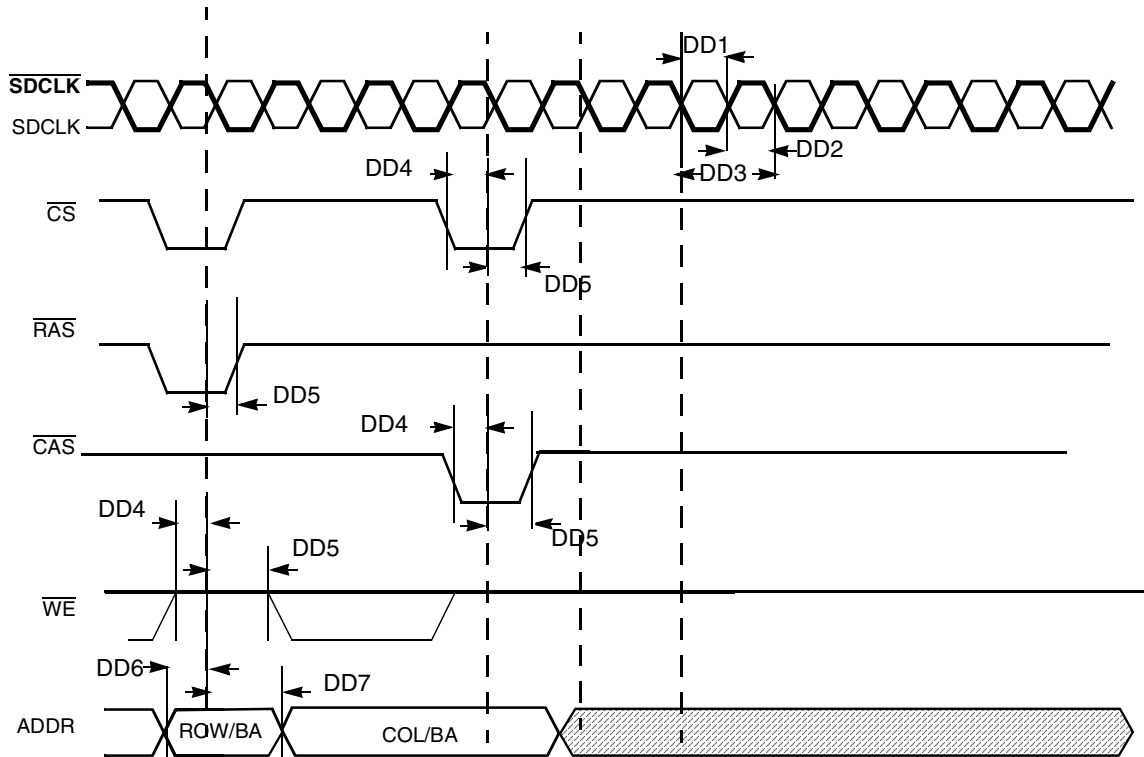 DD1
SDCLK
SDCLK
DD2
DD4
DD3
CS
DD5
RAS
DD5
DD4
CAS
DD4
DD5
DD5
WE
DD6
DD7
ADDR
ROW/BA
COL/BA